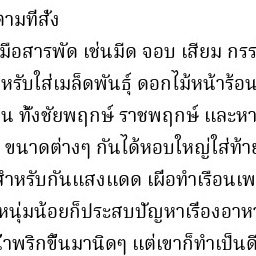 ตามที่สั่ง
มือสารพัด เช่นมีด จอบ เสียม กรร
หรับใส่เมล็ดพันธุ์ ดอกไม้หน้าร้อน
น ทั้งชัยพฤกษ์ ราชพฤกษ์ และหา
ขนาดต่างๆ กันได้หอบใหญ่ใส่ท้าย
สำหรับกันแสงแดด เผื่อทำเรือนเพ
หนุ่มน้อยก็ประสบปัญหาเรื่องอาห
น้ำพริกขึ้นมานิดๆ แต่เขาก็ทำเป็นดี